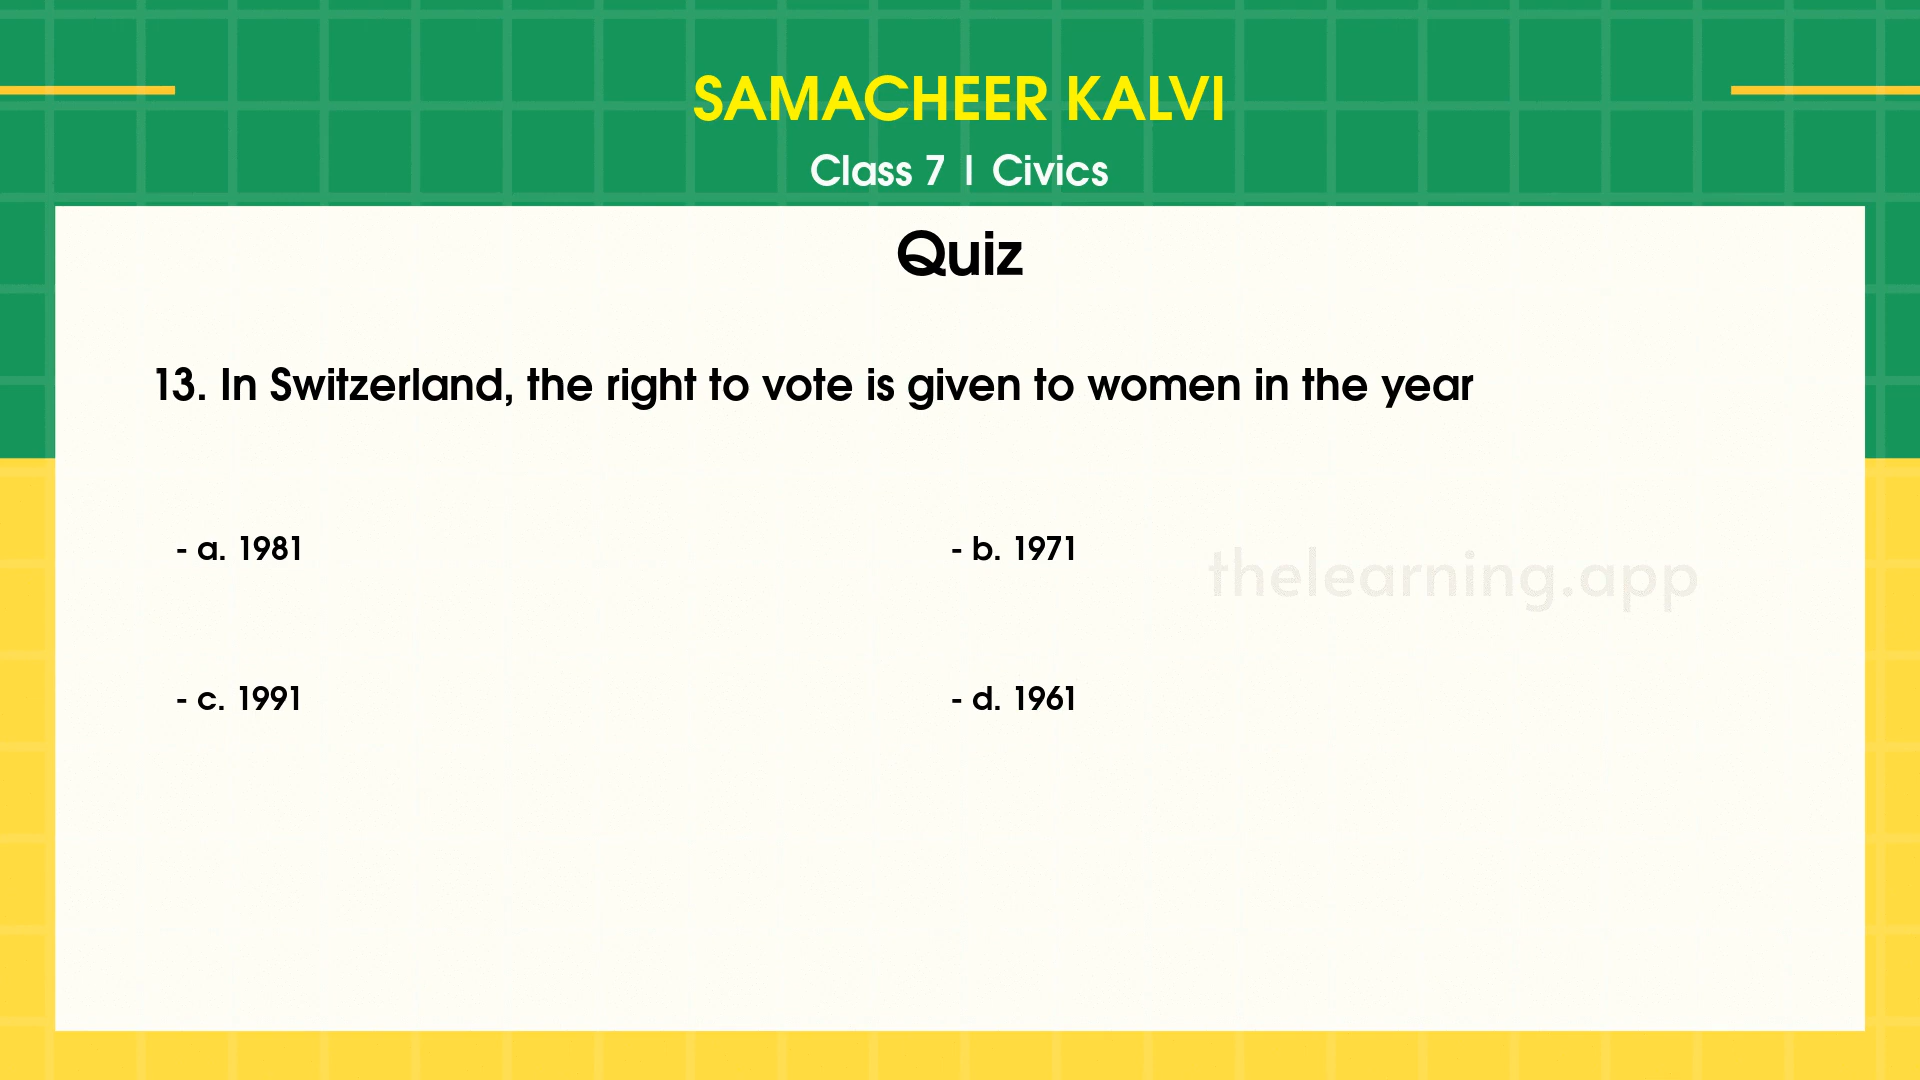 SAMACHEER KALVI
Class 7 | Civics
Quiz
13. In Switzerland, the right to vote is given to women in the year
- a. 1981
- b. 1971
thelearning.app
- c. 1991
- d. 1961